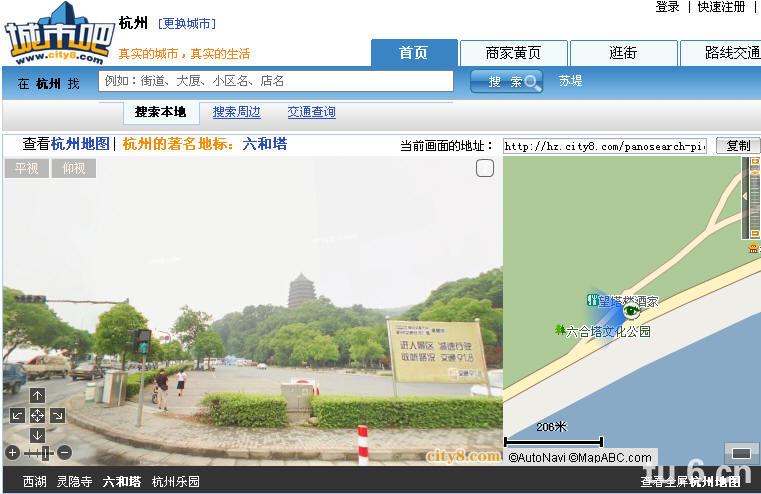 城市吧
www.city8.com
杭州 [更换城市]
登录 | 快速注册 |
真实的城市，真实的生活
首页 商家黄页 逛街 路线交通
在 杭州 找 例如：街道、大厦、小区名、店名 搜 索 苏堤
搜索本地 搜索周边 交通查询
查看杭州地图| 杭州的著名地标：六和塔
当前画面的地址： http://hz.city8.com/panosearch-pi 复制
平视 仰视
进入景区 减速行驶
收听路况 交通91.8
望塔楼酒家
六合塔文化公园
206米
city8.com
©AutoNavi ©MapABC.com
西湖 灵隐寺 六和塔 杭州乐园
查看全屏杭州地图
tu.6.cn